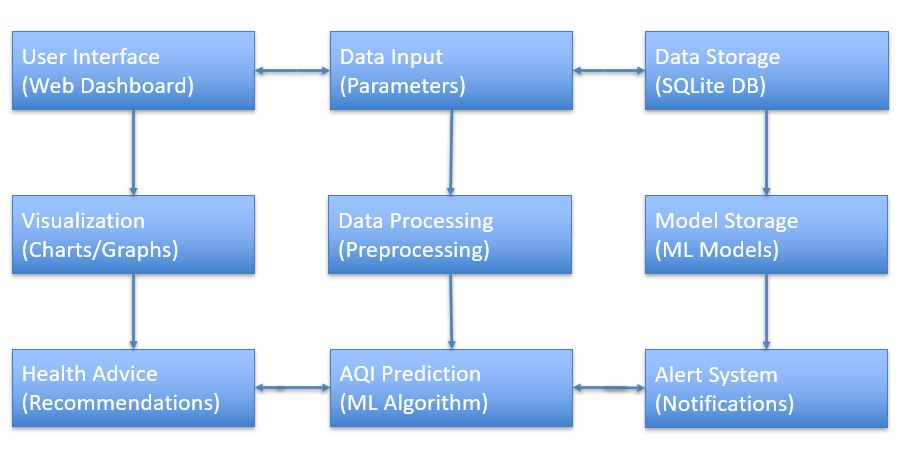 User Interface
(Web Dashboard)
Data Input
(Parameters)
Data Storage
(SQLite DB)
Visualization
(Charts/Graphs)
Data Processing
(Preprocessing)
Model Storage
(ML Models)
Health Advice
(Recommendations)
AQI Prediction
(ML Algorithm)
Alert System
(Notifications)